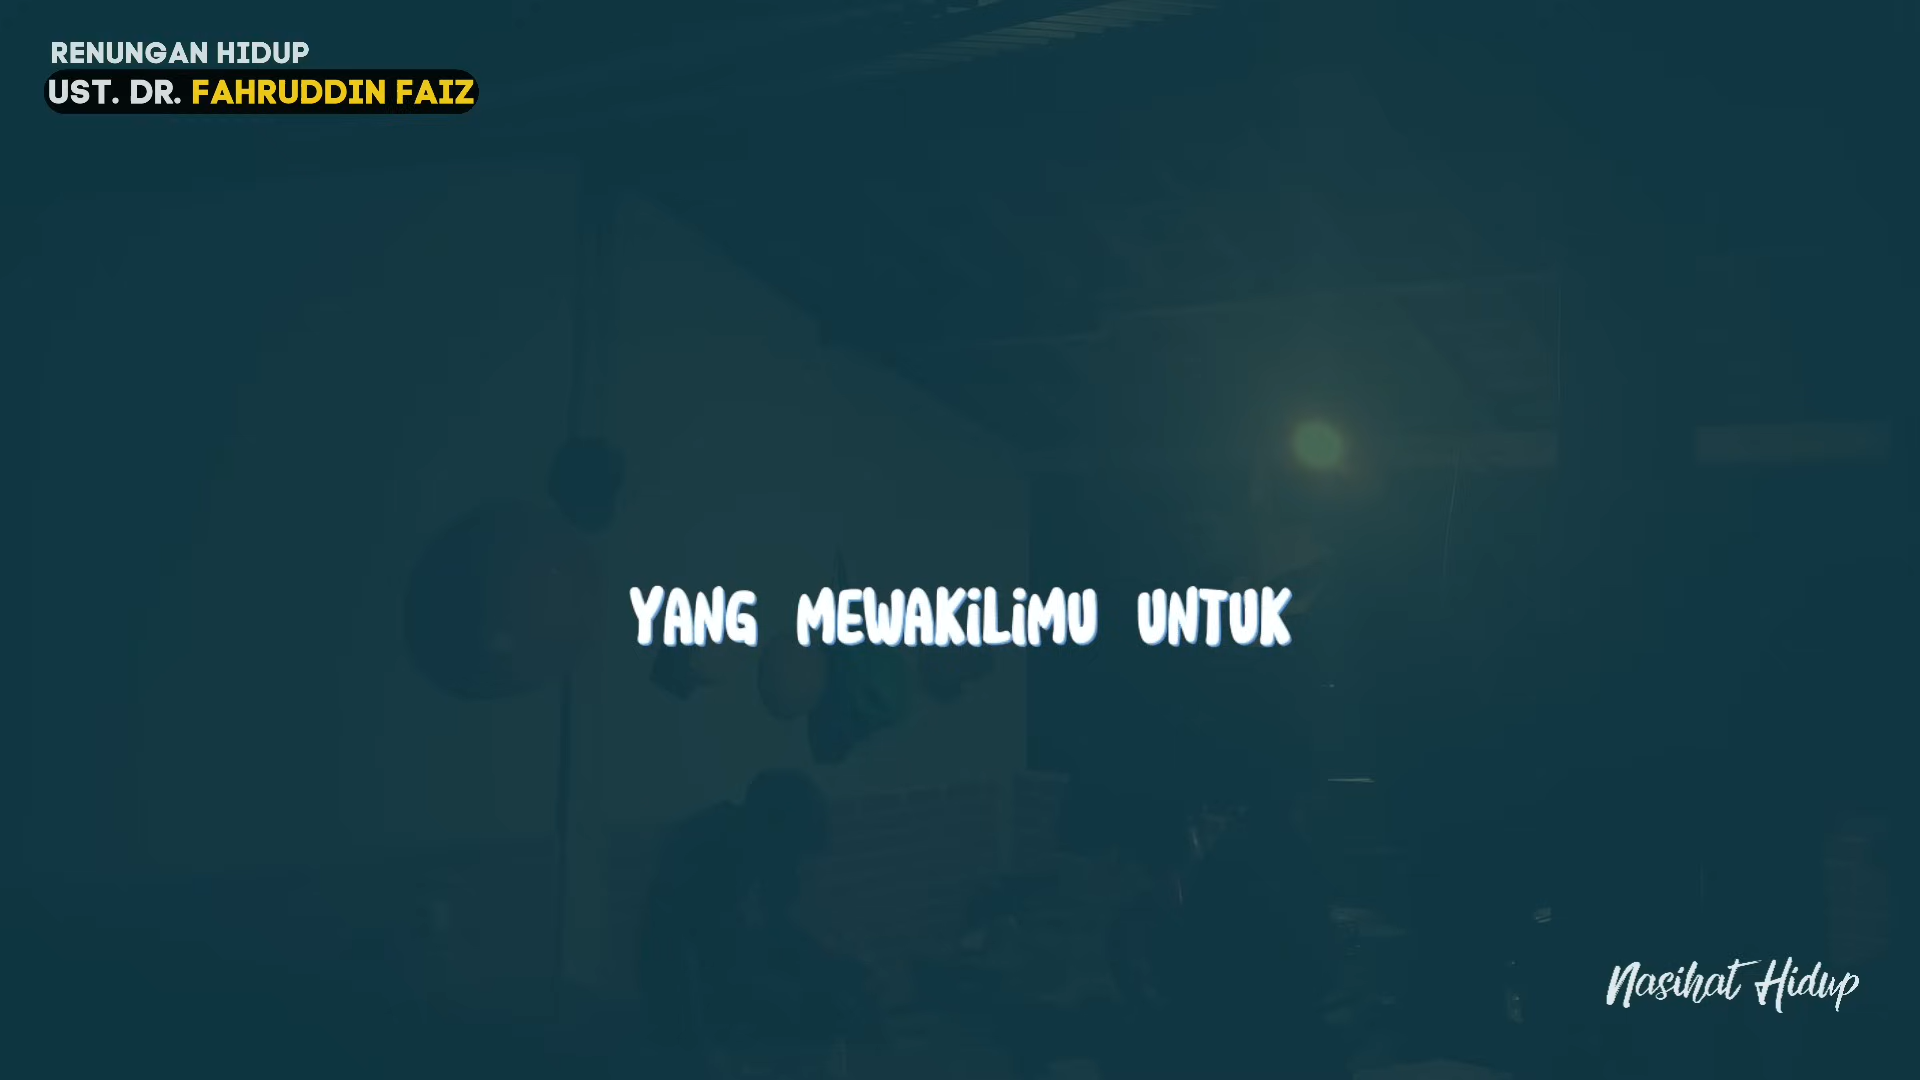 RENUNGAN HIDUP
UST. DR. FAHRUDDIN FAIZ
YANG MEWAKiLiMU UNTUK
Nasihat Hidup